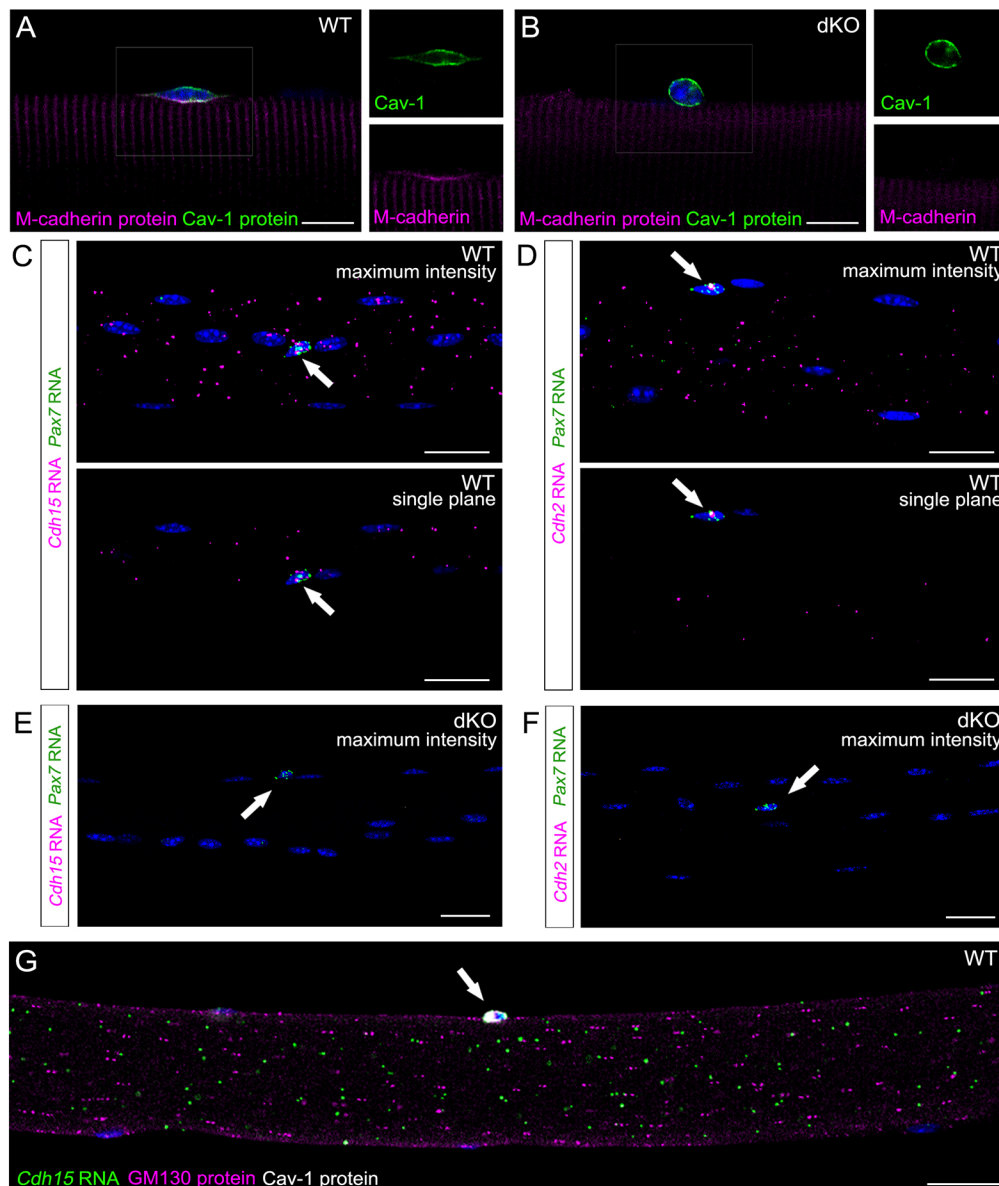 A
WT
Cav-1
M-cadherin protein Cav-1 protein
M-cadherin
B
dKO
Cav-1
M-cadherin protein Cav-1 protein
M-cadherin
C
Cdh15 RNA Pax7 RNA
WT
maximum intensity
WT
single plane
D
Cdh2 RNA Pax7 RNA
WT
maximum intensity
WT
single plane
E
Cdh15 RNA Pax7 RNA
dKO
maximum intensity
F
Cdh2 RNA Pax7 RNA
dKO
maximum intensity
G
WT
Cdh15 RNA GM130 protein Cav-1 protein